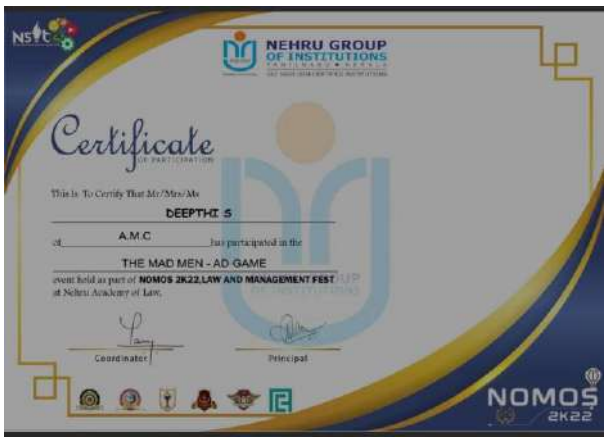 NEHRU GROUP
OF INSTITUTIONS
TAMILNADU • KERALA
Certificate
OF PARTICIPATION
This Is To Certify That Mr/Mrs/Ms
DEEPTHI S
of A.M.C has participated in the
THE MAD MEN - AD GAME
event held as part of NOMOS 2K22,LAW AND MANAGEMENT FEST
at Nehru Academy of Law.
Coordinator
Principal
NOMOS
2K22